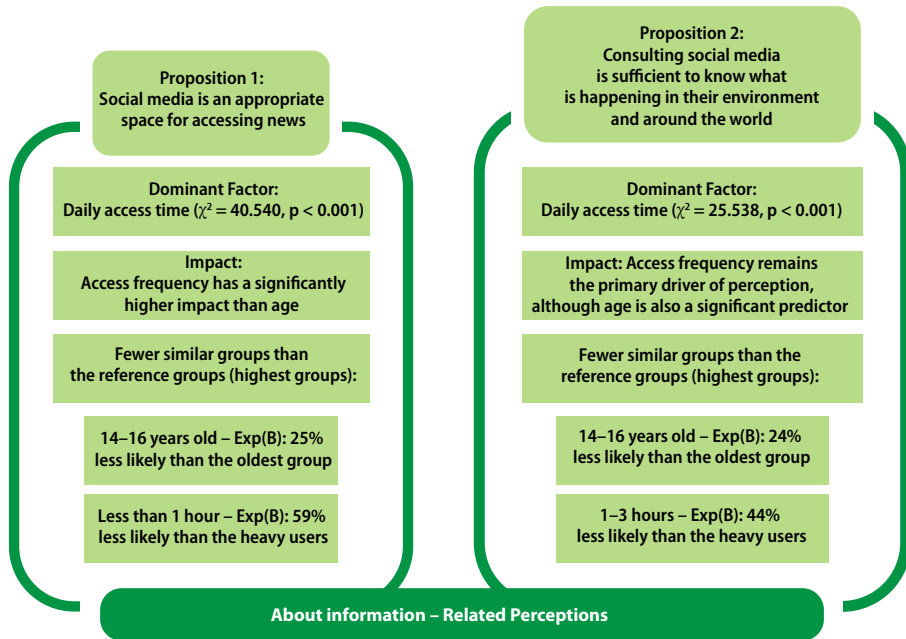 Proposition 1:
Social media is an appropriate
space for accessing news
Dominant Factor:
Daily access time (χ² = 40.540, p < 0.001)
Impact:
Access frequency has a significantly
higher impact than age
Fewer similar groups than
the reference groups (highest groups):
14–16 years old – Exp(B): 25%
less likely than the oldest group
Less than 1 hour – Exp(B): 59%
less likely than the heavy users
Proposition 2:
Consulting social media
is sufficient to know what
is happening in their environment
and around the world
Dominant Factor:
Daily access time (χ² = 25.538, p < 0.001)
Impact: Access frequency remains
the primary driver of perception,
although age is also a significant predictor
Fewer similar groups than the
reference groups (highest groups):
14–16 years old – Exp(B): 24%
less likely than the oldest group
1–3 hours – Exp(B): 44%
less likely than the heavy users
About information – Related Perceptions